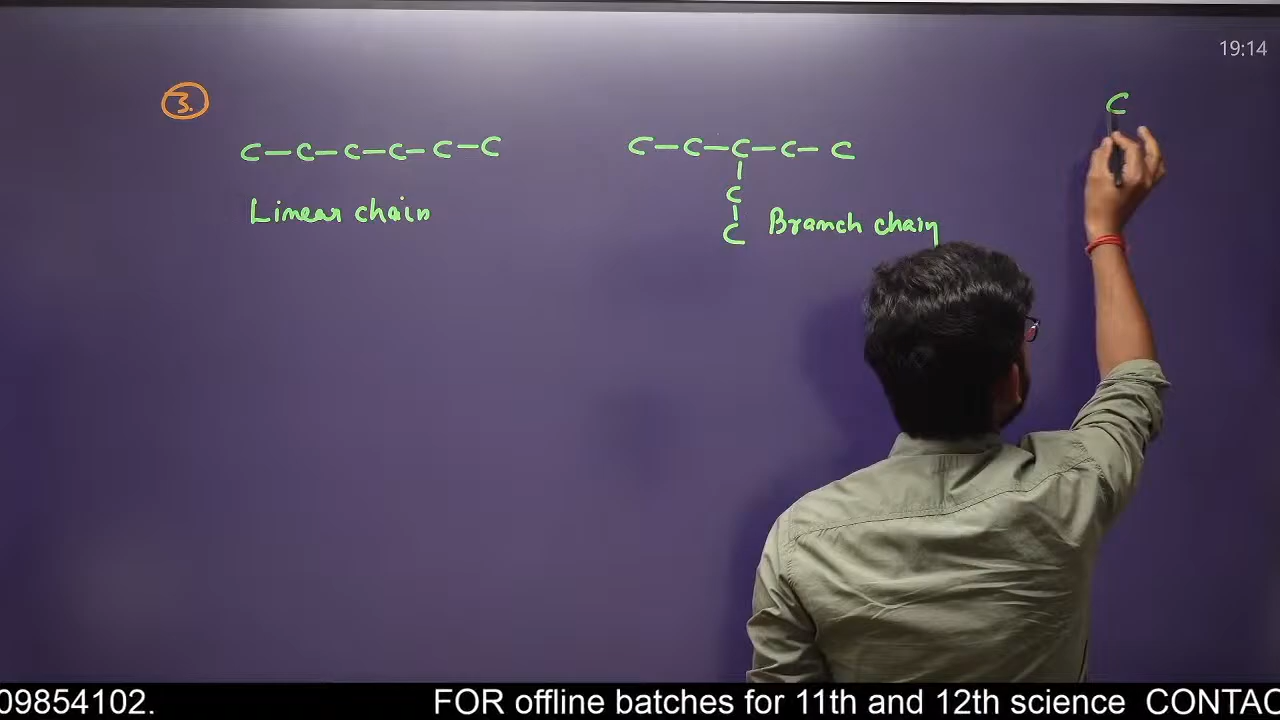 19:14
3.
C
C-C-C-C-C-C
C-C-C-C-C
|
C
|
C
Linear chain
Branch chain
09854102. FOR offline batches for 11th and 12th science CONTAC